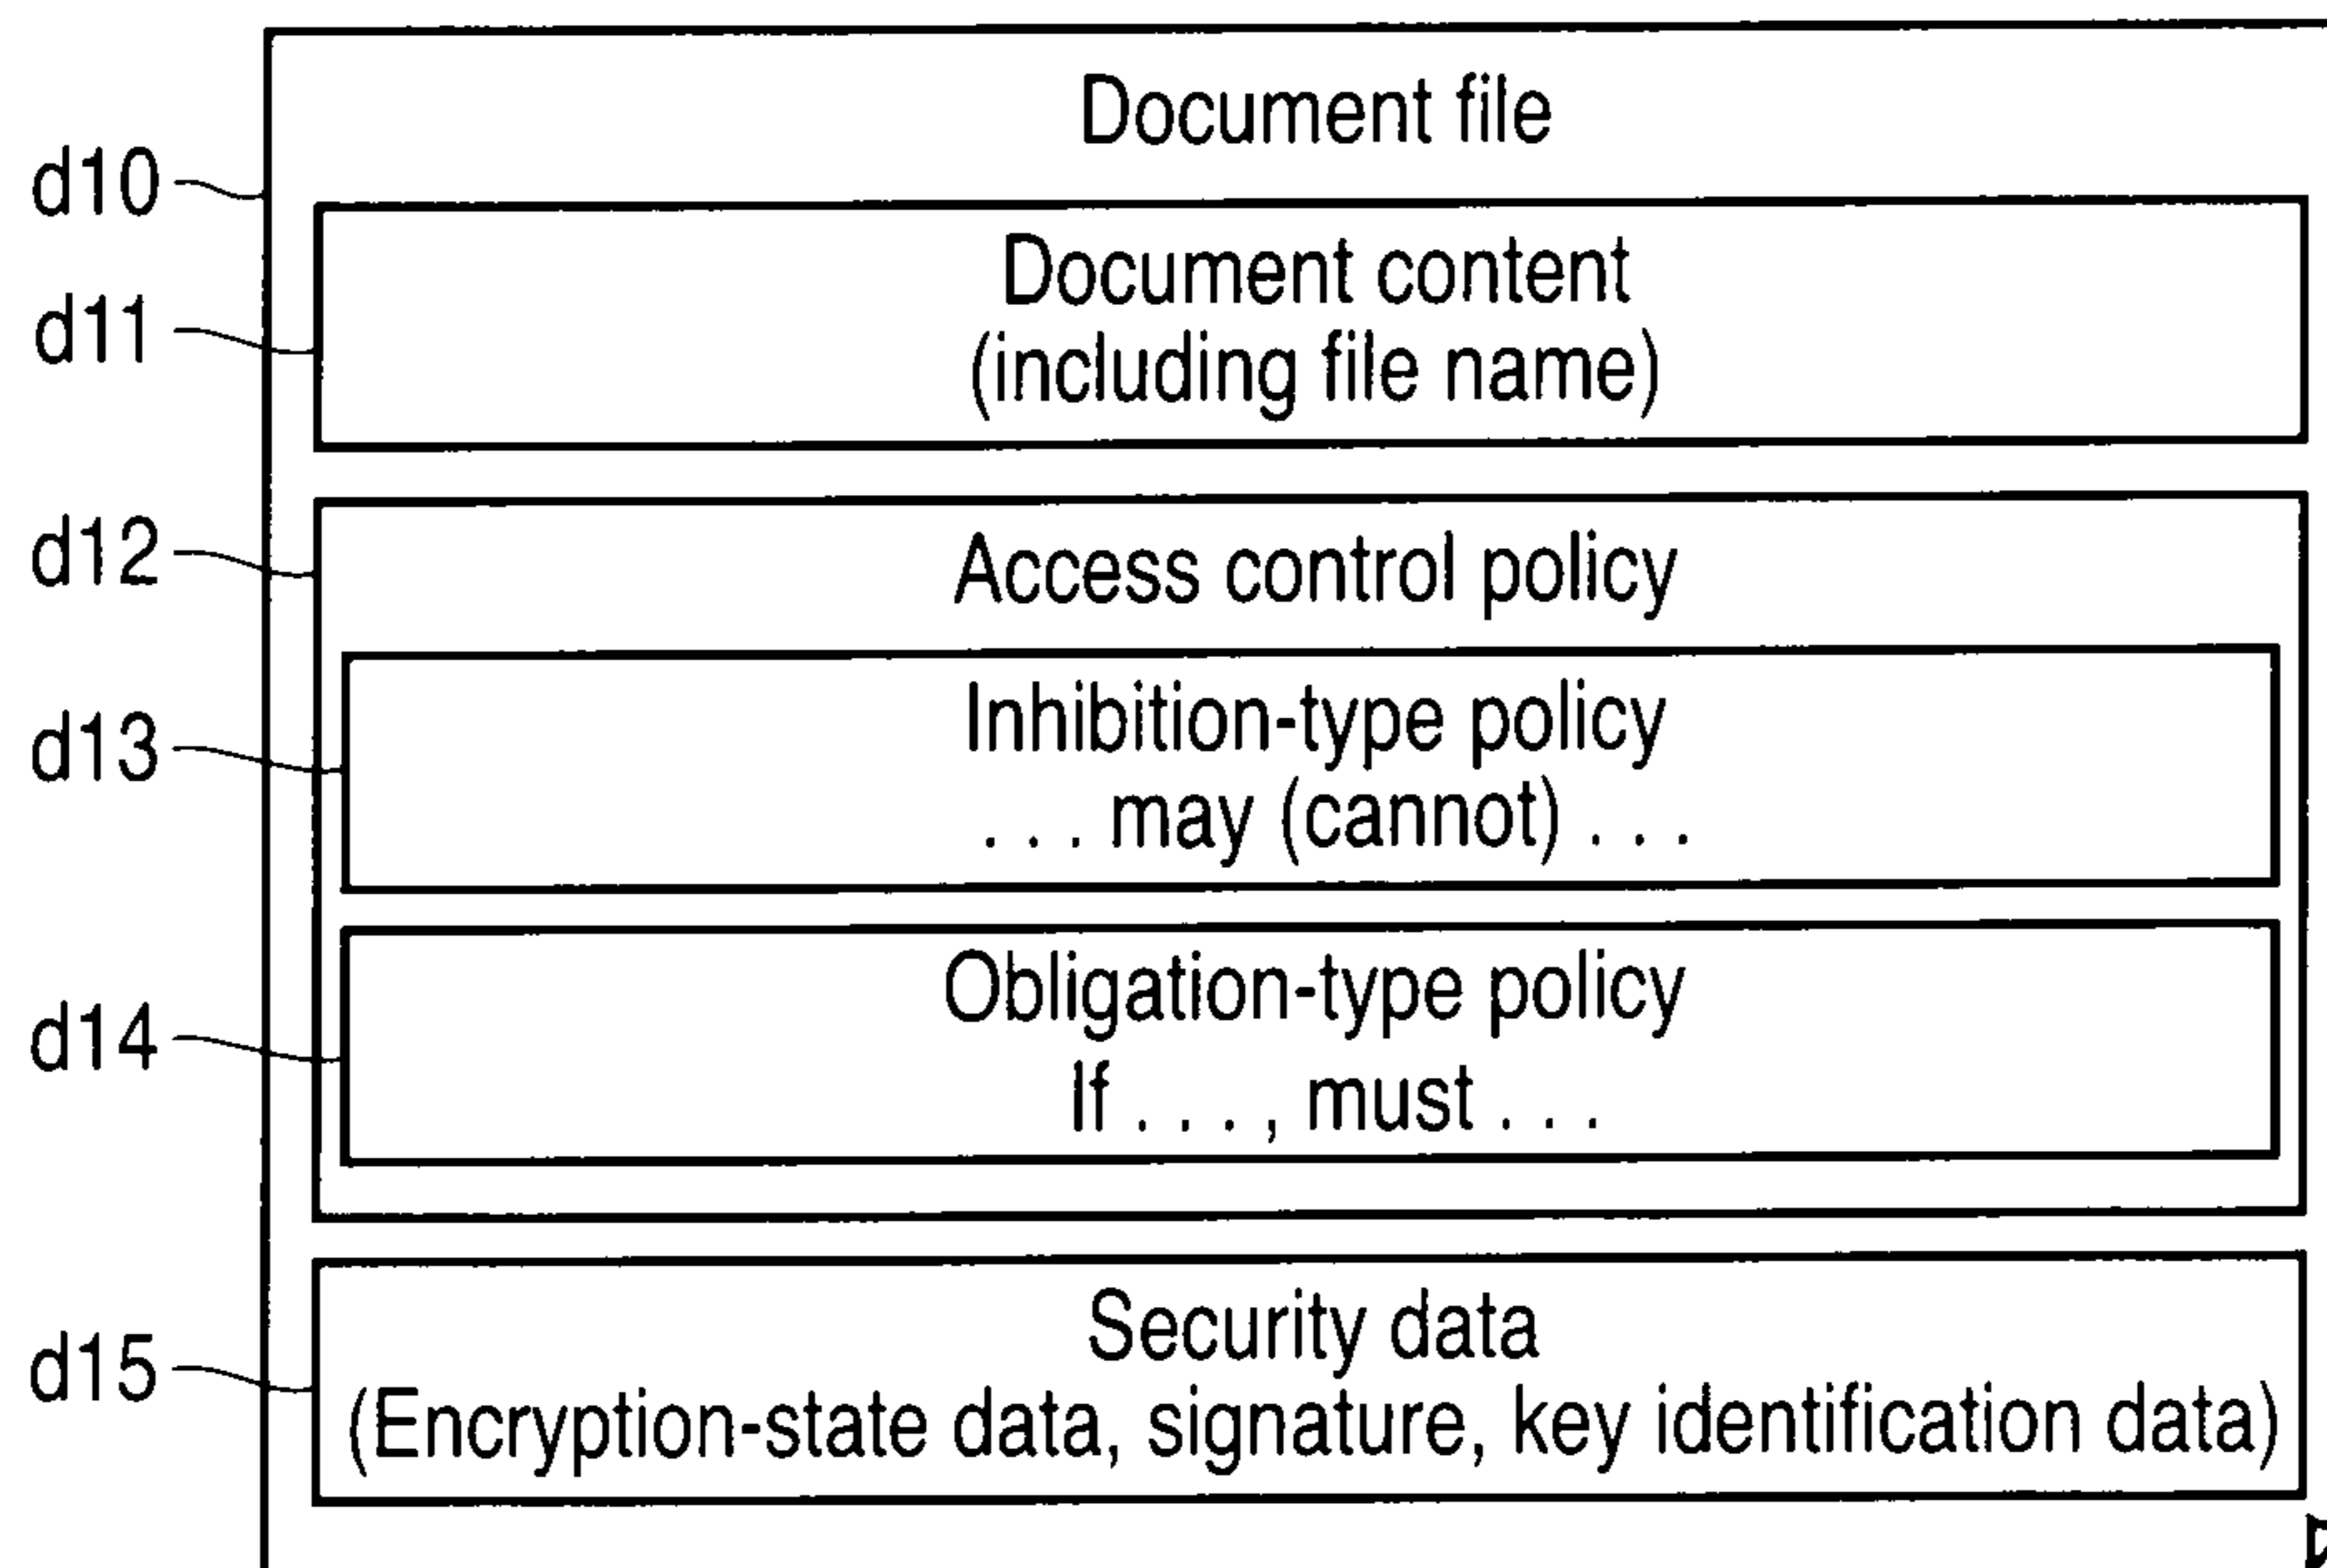 Document file
d10
Document content
(including file name)
d11
d12
Access control policy
d13
Inhibition-type policy
. . . may (cannot) . . .
d14
Obligation-type policy
If . . . , must . . .
d15
Security data
(Encryption-state data, signature, key identification data)